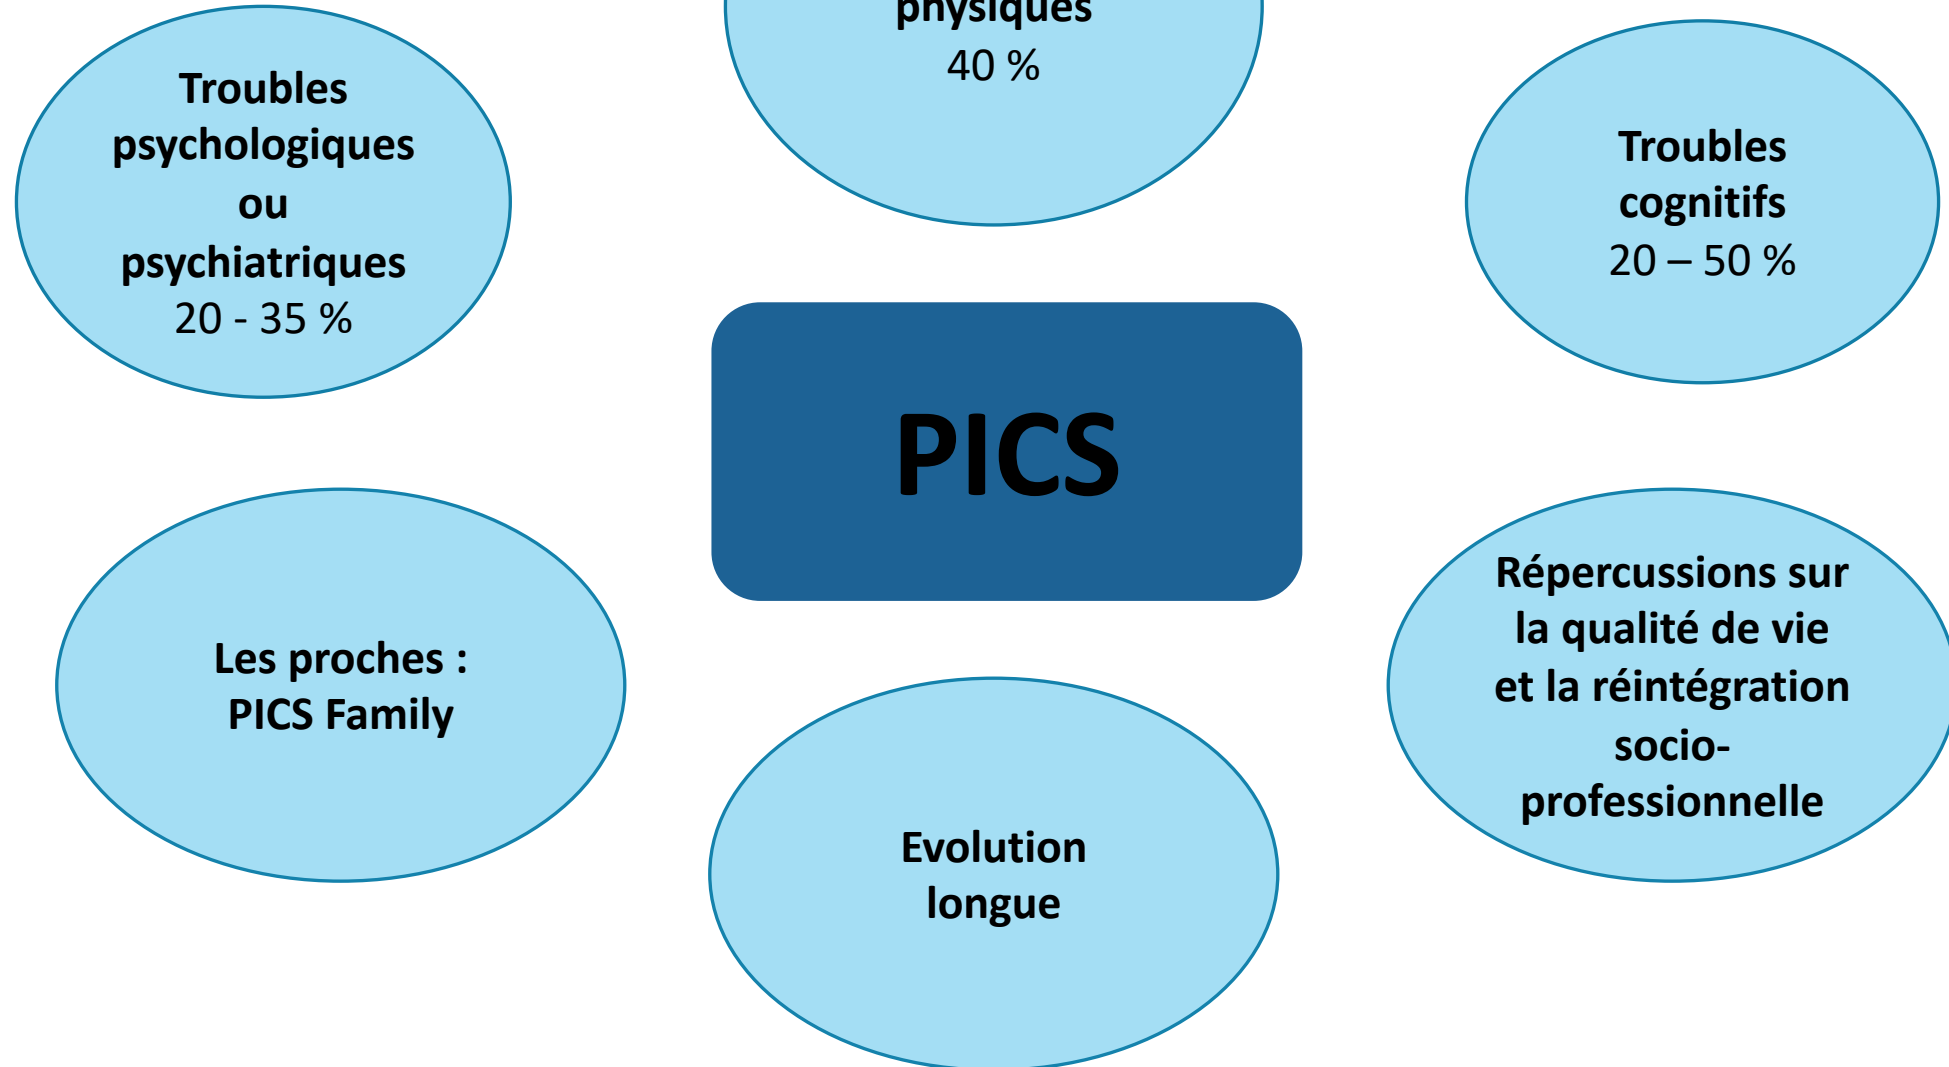 physiques
40 %
Troubles
psychologiques
ou
psychiatriques
20 - 35 %
Troubles
cognitifs
20 – 50 %
PICS
Les proches :
PICS Family
Evolution
longue
Répercussions sur
la qualité de vie
et la réintégration
socio-
professionnelle